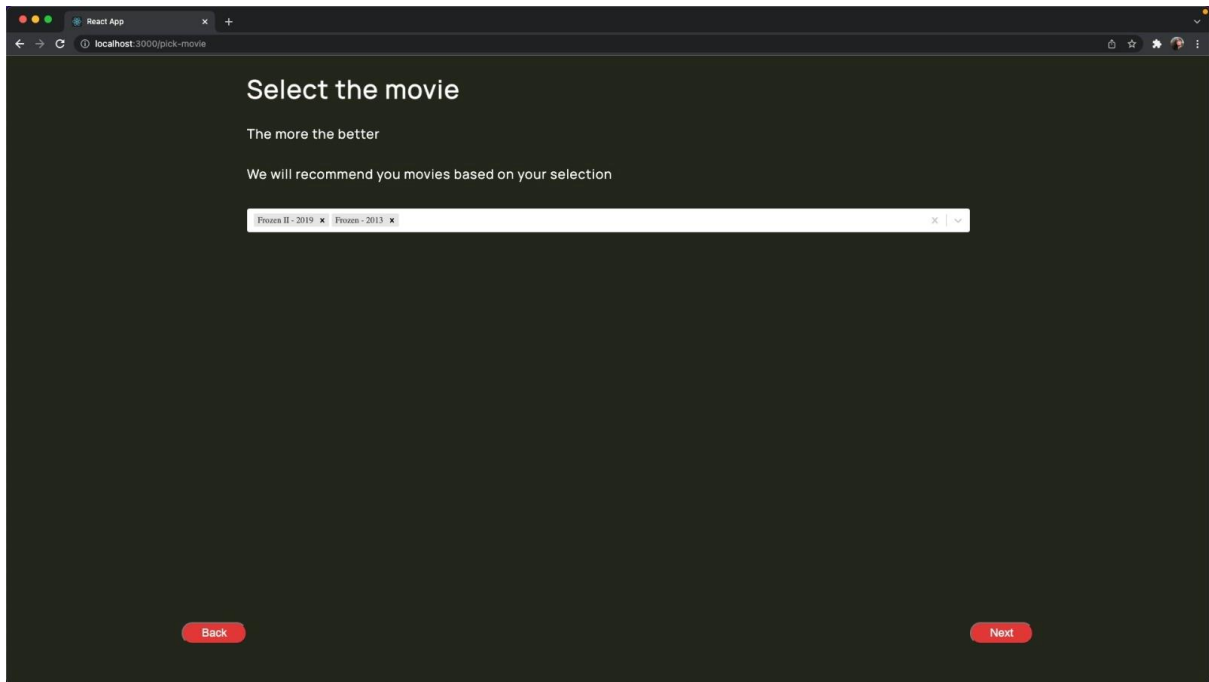 React App
localhost:3000/pick-movie
Select the movie
The more the better
We will recommend you movies based on your selection
Frozen II - 2019 x Frozen - 2013 x
Back Next